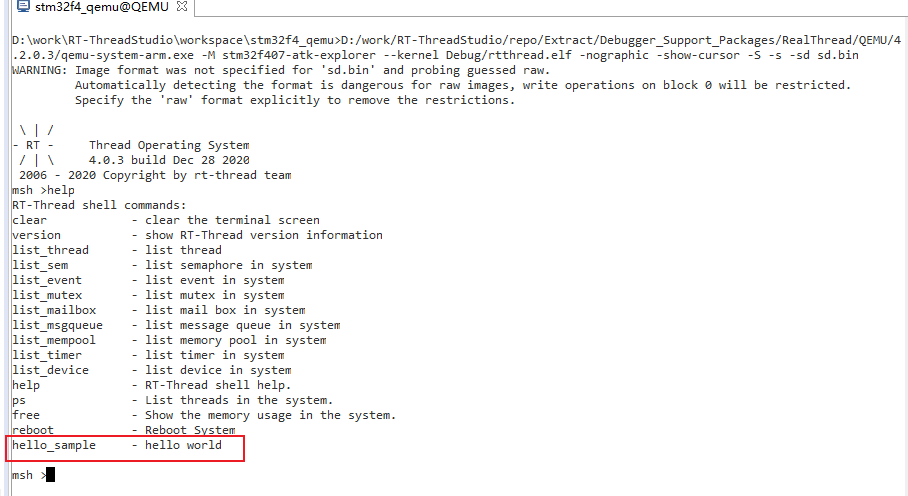 stm32f4_qemu@QEMU
D:\work\RT-ThreadStudio\workspace\stm32f4_qemu>D:/work/RT-ThreadStudio/repo/Extract/Debugger_Support_Packages/RealThread/QEMU/4
.2.0.3/qemu-system-arm.exe -M stm32f407-atk-explorer --kernel Debug/rtthread.elf -nographic -show-cursor -S -s -sd sd.bin
WARNING: Image format was not specified for 'sd.bin' and probing guessed raw.
         Automatically detecting the format is dangerous for raw images, write operations on block 0 will be restricted.
         Specify the 'raw' format explicitly to remove the restrictions.
 \ | /
- RT -     Thread Operating System
 / | \     4.0.3 build Dec 28 2020
 2006 - 2020 Copyright by rt-thread team
msh >help
RT-Thread shell commands:
clear            - clear the terminal screen
version          - show RT-Thread version information
list_thread      - list thread
list_sem         - list semaphore in system
list_event       - list event in system
list_mutex       - list mutex in system
list_mailbox     - list mail box in system
list_msgqueue    - list message queue in system
list_mempool     - list memory pool in system
list_timer       - list timer in system
list_device      - list device in system
help             - RT-Thread shell help.
ps               - List threads in the system.
free             - Show the memory usage in the system.
reboot           - Reboot System
hello_sample     - hello world
msh >